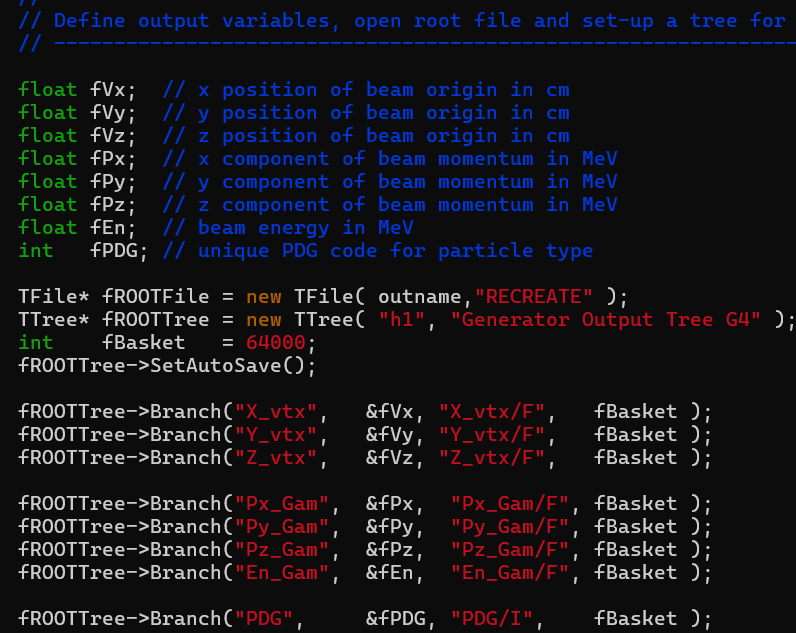 //
// Define output variables, open root file and set-up a tree for
// --------------------------------------------------------------
float fVx;  // x position of beam origin in cm
float fVy;  // y position of beam origin in cm
float fVz;  // z position of beam origin in cm
float fPx;  // x component of beam momentum in MeV
float fPy;  // y component of beam momentum in MeV
float fPz;  // z component of beam momentum in MeV
float fEn;  // beam energy in MeV
int   fPDG; // unique PDG code for particle type
TFile* fROOTFile = new TFile( outname,"RECREATE" );
TTree* fROOTTree = new TTree( "h1", "Generator Output Tree G4" );
int    fBasket   = 64000;
fROOTTree->SetAutoSave();
fROOTTree->Branch("X_vtx",   &fVx, "X_vtx/F",    fBasket );
fROOTTree->Branch("Y_vtx",   &fVy, "Y_vtx/F",    fBasket );
fROOTTree->Branch("Z_vtx",   &fVz, "Z_vtx/F",    fBasket );
fROOTTree->Branch("Px_Gam",  &fPx,  "Px_Gam/F", fBasket );
fROOTTree->Branch("Py_Gam",  &fPy,  "Py_Gam/F", fBasket );
fROOTTree->Branch("Pz_Gam",  &fPz,  "Pz_Gam/F", fBasket );
fROOTTree->Branch("En_Gam",  &fEn,  "En_Gam/F", fBasket );
fROOTTree->Branch("PDG",     &fPDG, "PDG/I",    fBasket );